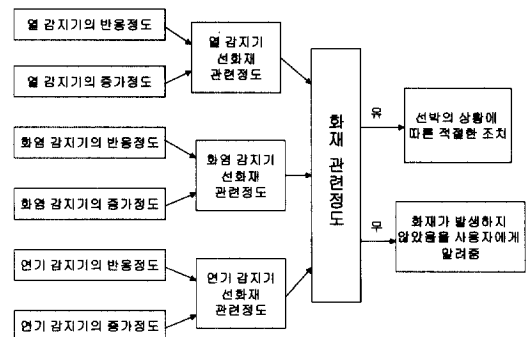 열 감지기의 반응정도
열 감지기의 증가정도
열 감지기
선화재
관련정도
화염 감지기의 반응정도
화염 감지기의 증가정도
화염 감지기
선화재
관련정도
연기 감지기의 반응정도
연기 감지기의 증가정도
연기 감지기
선화재
관련정도
화재 관련정도
유
선박의 상황에
따른 적절한 조치
무
화재가 발생하지
않았음을 사용자에게
알려줌